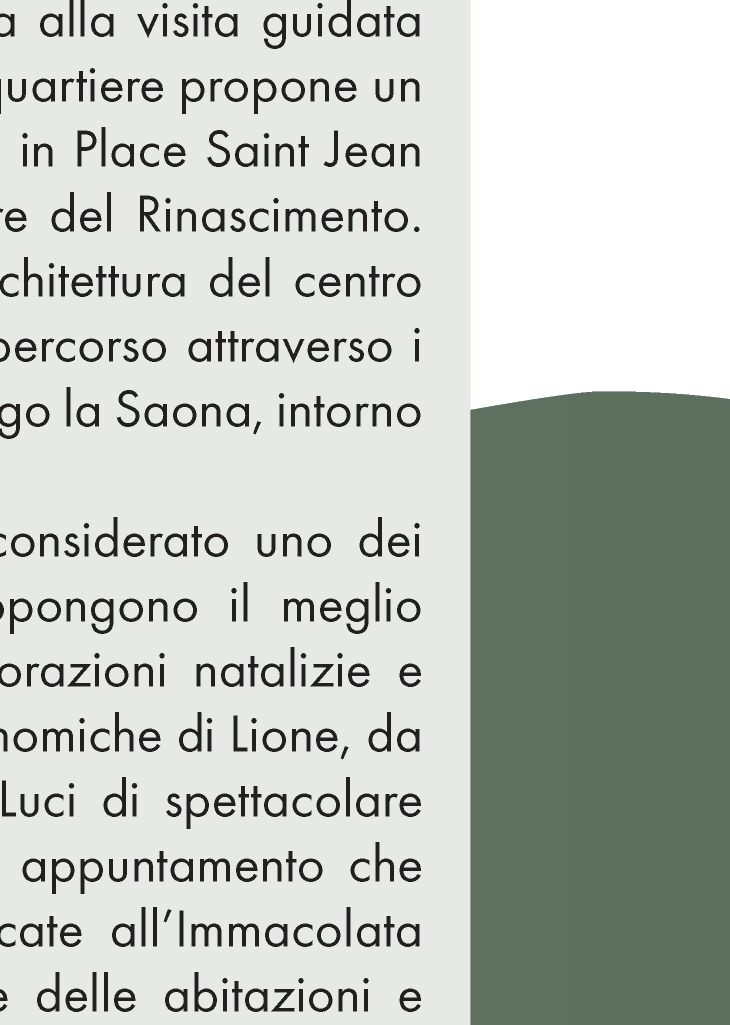 a alla visita guidata
quartiere propone un
in Place Saint Jean
re del Rinascimento.
chitettura del centro
percorso attraverso i
go la Saona, intorno
considerato uno dei
opongono il meglio
orazioni natalizie e
nomiche di Lione, da
Luci di spettacolare
appuntamento che
cate all’Immacolata
e delle abitazioni e